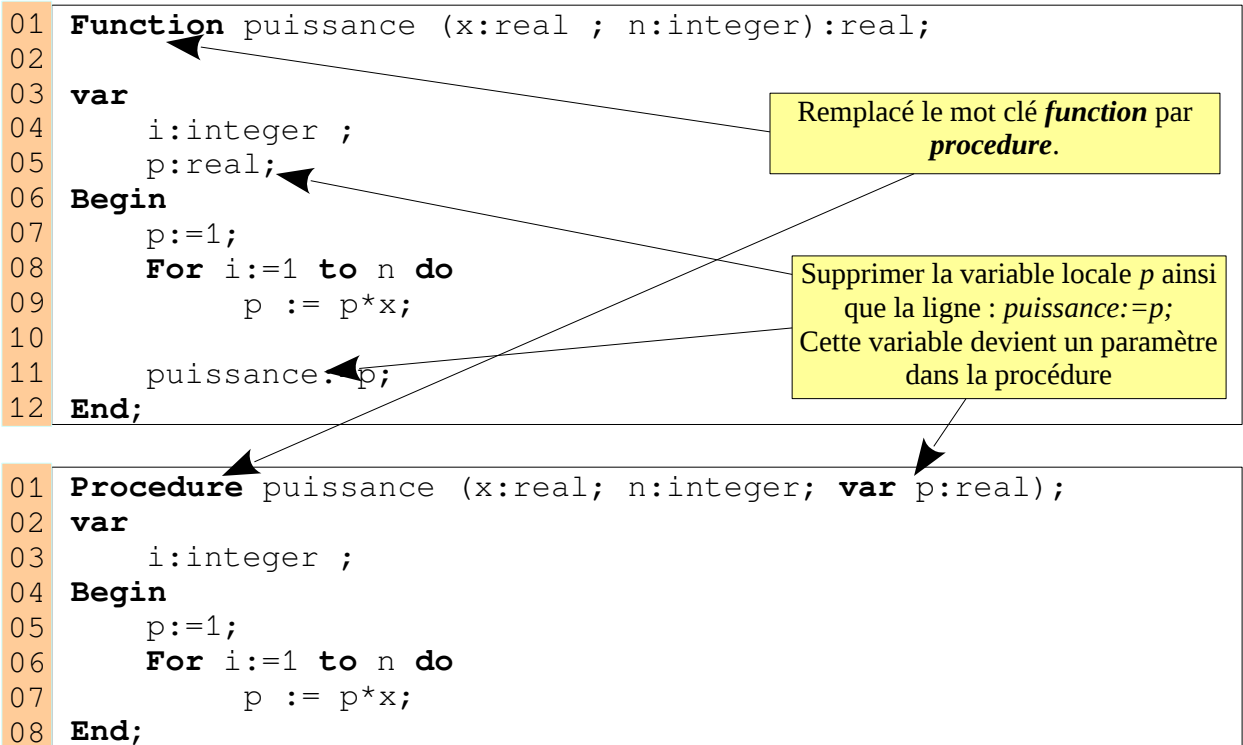 01 Function puissance (x:real ; n:integer):real;
02
03 var
04 i:integer ;
05 p:real;
06 Begin
07 p:=1;
08 For i:=1 to n do
09 p := p*x;
10
11 puissance:=p;
12 End;
Remplacé le mot clé function par
procedure.
Supprimer la variable locale p ainsi
que la ligne : puissance:=p;
Cette variable devient un paramètre
dans la procédure
01 Procedure puissance (x:real; n:integer; var p:real);
02 var
03 i:integer ;
04 Begin
05 p:=1;
06 For i:=1 to n do
07 p := p*x;
08 End;